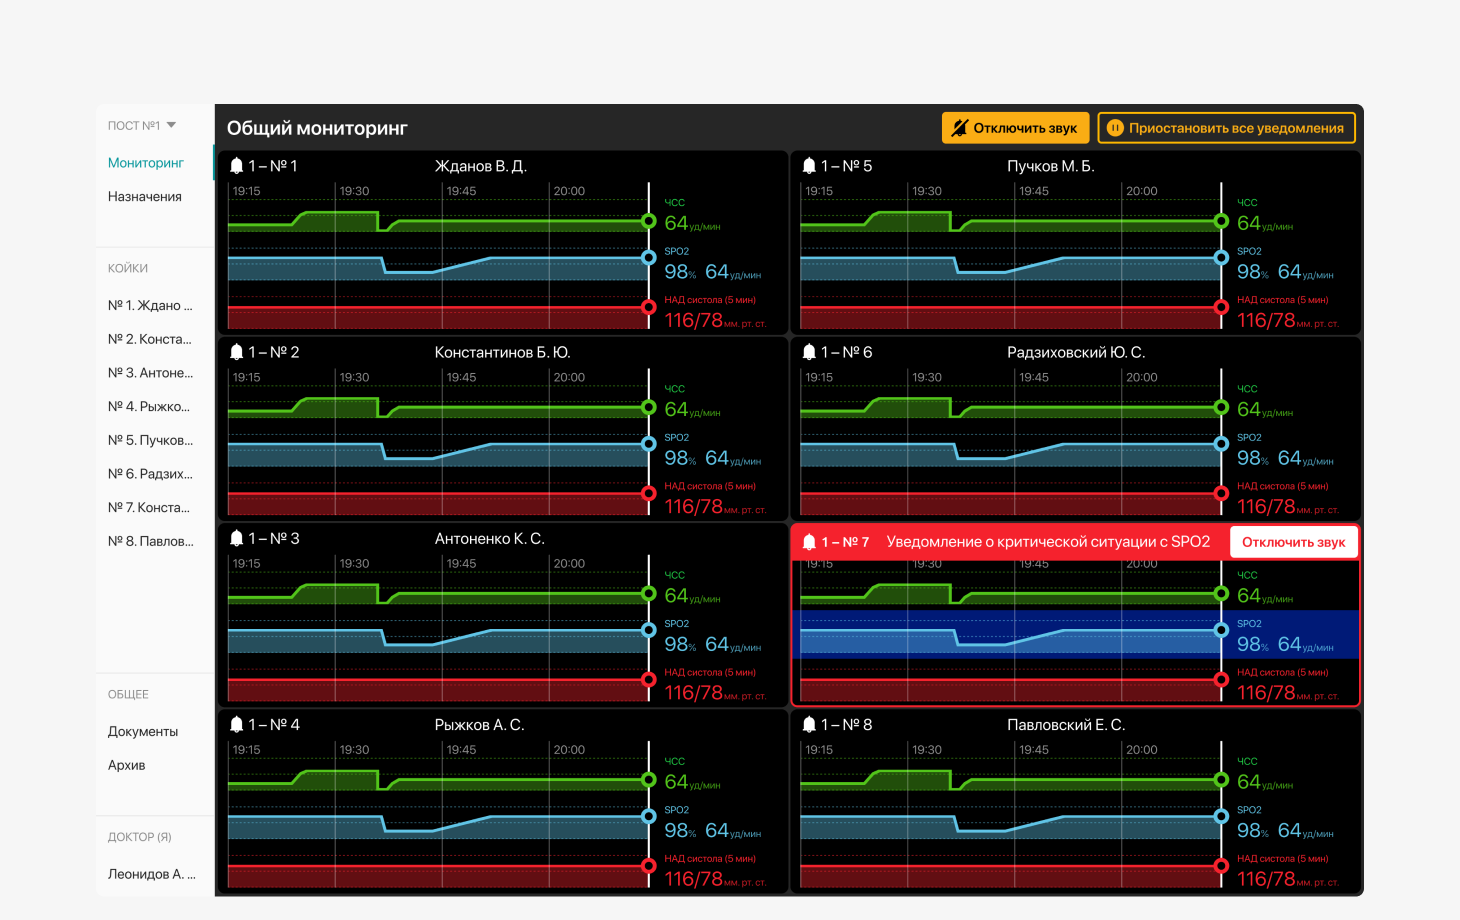 ПОСТ №1
Мониторинг
Назначения
КОЙКИ
№ 1. Ждано ...
№ 2. Конста...
№ 3. Антоне...
№ 4. Рыжко...
№ 5. Пучков...
№ 6. Радзих...
№ 7. Конста...
№ 8. Павлов...
ОБЩЕЕ
Документы
Архив
ДОКТОР (Я)
Леонидов А. ...
Общий мониторинг
Отключить звук
Приостановить все уведомления
1 – № 1 Жданов В. Д.
19:15 19:30 19:45 20:00
ЧСС
64 уд/мин
SPO2
98% 64 уд/мин
НАД систола (5 мин)
116/78 мм. рт. ст.
1 – № 5 Пучков М. Б.
19:15 19:30 19:45 20:00
ЧСС
64 уд/мин
SPO2
98% 64 уд/мин
НАД систола (5 мин)
116/78 мм. рт. ст.
1 – № 2 Константинов Б. Ю.
19:15 19:30 19:45 20:00
ЧСС
64 уд/мин
SPO2
98% 64 уд/мин
НАД систола (5 мин)
116/78 мм. рт. ст.
1 – № 6 Радзиховский Ю. С.
19:15 19:30 19:45 20:00
ЧСС
64 уд/мин
SPO2
98% 64 уд/мин
НАД систола (5 мин)
116/78 мм. рт. ст.
1 – № 3 Антоненко К. С.
19:15 19:30 19:45 20:00
ЧСС
64 уд/мин
SPO2
98% 64 уд/мин
НАД систола (5 мин)
116/78 мм. рт. ст.
1 – № 7 Уведомление о критической ситуации с SPO2 Отключить звук
19:15 19:30 19:45 20:00
ЧСС
64 уд/мин
SPO2
98% 64 уд/мин
НАД систола (5 мин)
116/78 мм. рт. ст.
1 – № 4 Рыжков А. С.
19:15 19:30 19:45 20:00
ЧСС
64 уд/мин
SPO2
98% 64 уд/мин
НАД систола (5 мин)
116/78 мм. рт. ст.
1 – № 8 Павловский Е. С.
19:15 19:30 19:45 20:00
ЧСС
64 уд/мин
SPO2
98% 64 уд/мин
НАД систола (5 мин)
116/78 мм. рт. ст.